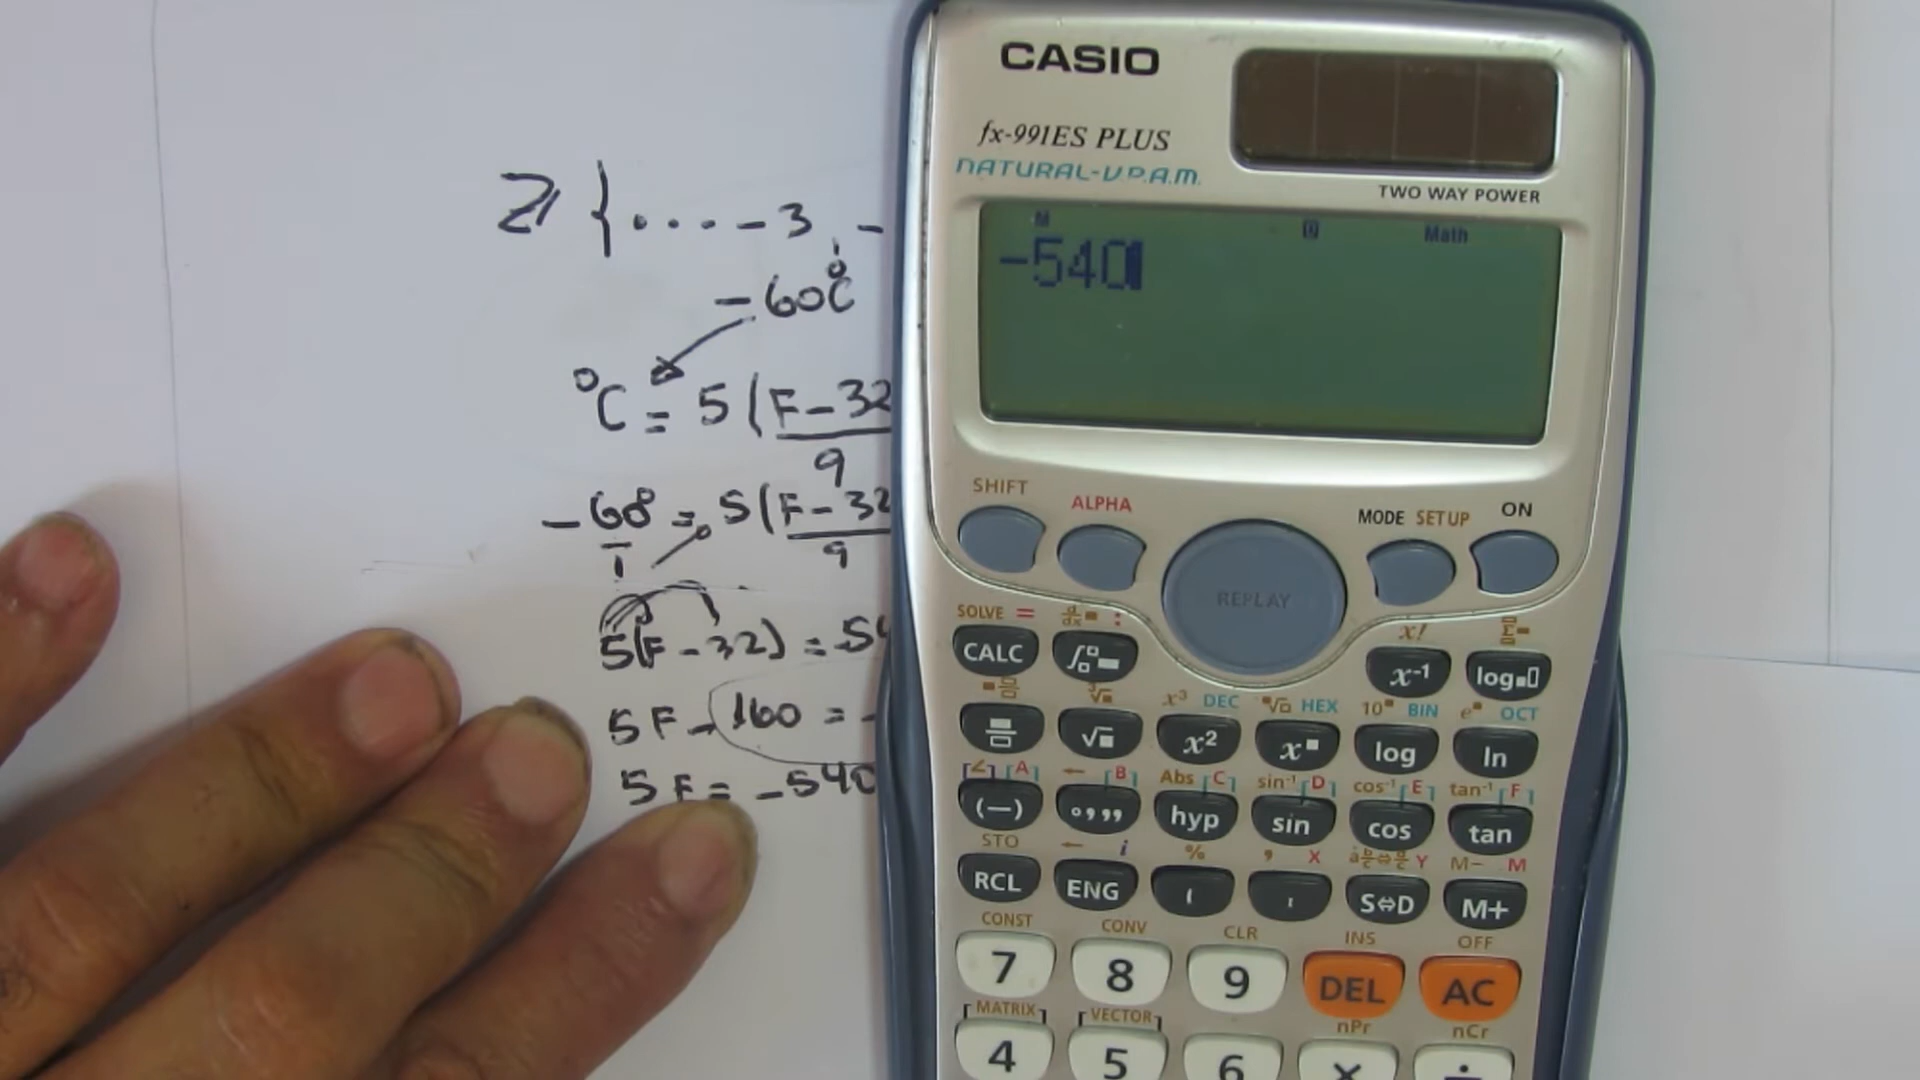 Z { .... -3 , -
-60°C
°C = 5 (F - 32
9
-60 = 5 (F - 32
1 9
5(F - 32) = -54
5F - 160 = -
5F = -540
CASIO
fx-991ES PLUS
NATURAL-V.P.A.M.
TWO WAY POWER
M D Math
-540
SHIFT ALPHA MODE SETUP ON
REPLAY
SOLVE = d/dx : x! Σ
CALC x⁻¹ log
x³ DEC HEX 10 BIN e OCT
x² x log ln
∠ A ← B Abs C sin⁻¹ D cos⁻¹ E tan⁻¹ F
(−) °,,, hyp sin cos tan
STO ← i % , X Y M− M
RCL ENG ( S⇔D M+
CONST CONV CLR INS OFF
7 8 9 DEL AC
MATRIX VECTOR nPr nCr
4 5 6 × ÷